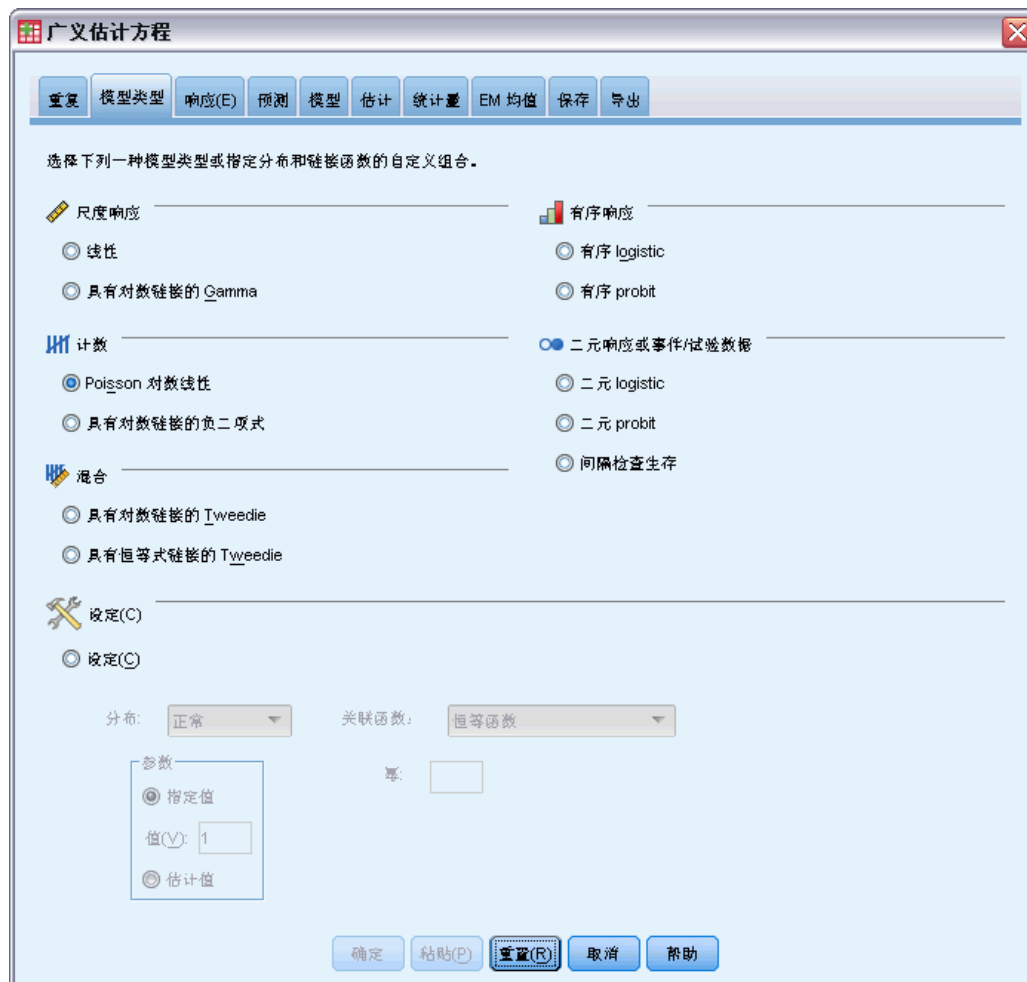 广义估计方程
重复 模型类型 响应(E) 预测 模型 估计 统计量 EM 均值 保存 导出
选择下列一种模型类型或指定分布和链接函数的自定义组合。
尺度响应
线性
具有对数链接的 Gamma
计数
Poisson 对数线性
具有对数链接的负二项式
混合
具有对数链接的 Tweedie
具有恒等式链接的 Tweedie
有序响应
有序 logistic
有序 probit
二元响应或事件/试验数据
二元 logistic
二元 probit
间隔检查生存
设定(C)
设定(C)
分布: 正常 关联函数: 恒等函数
参数
指定值
值(V): 1
估计值
幂:
确定 粘贴(P) 重置(R) 取消 帮助